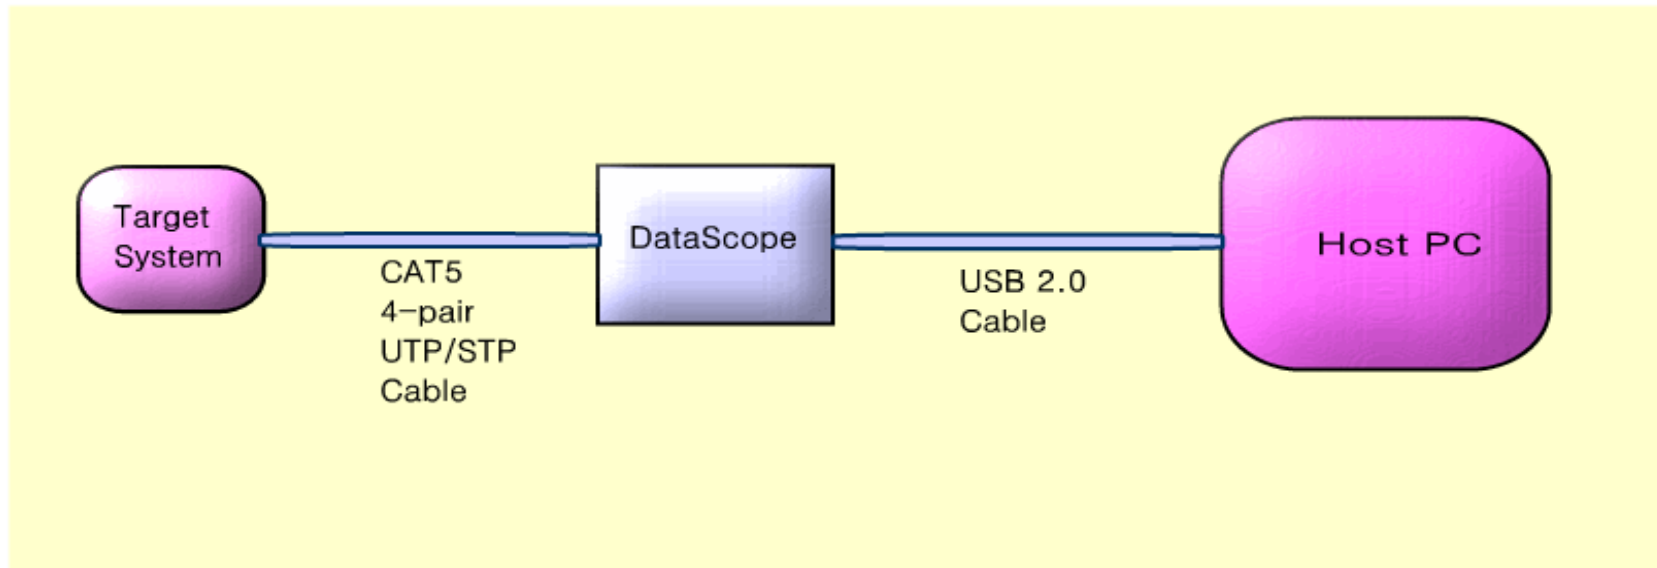 Target
System
CAT5
4-pair
UTP/STP
Cable
DataScope
USB 2.0
Cable
Host PC